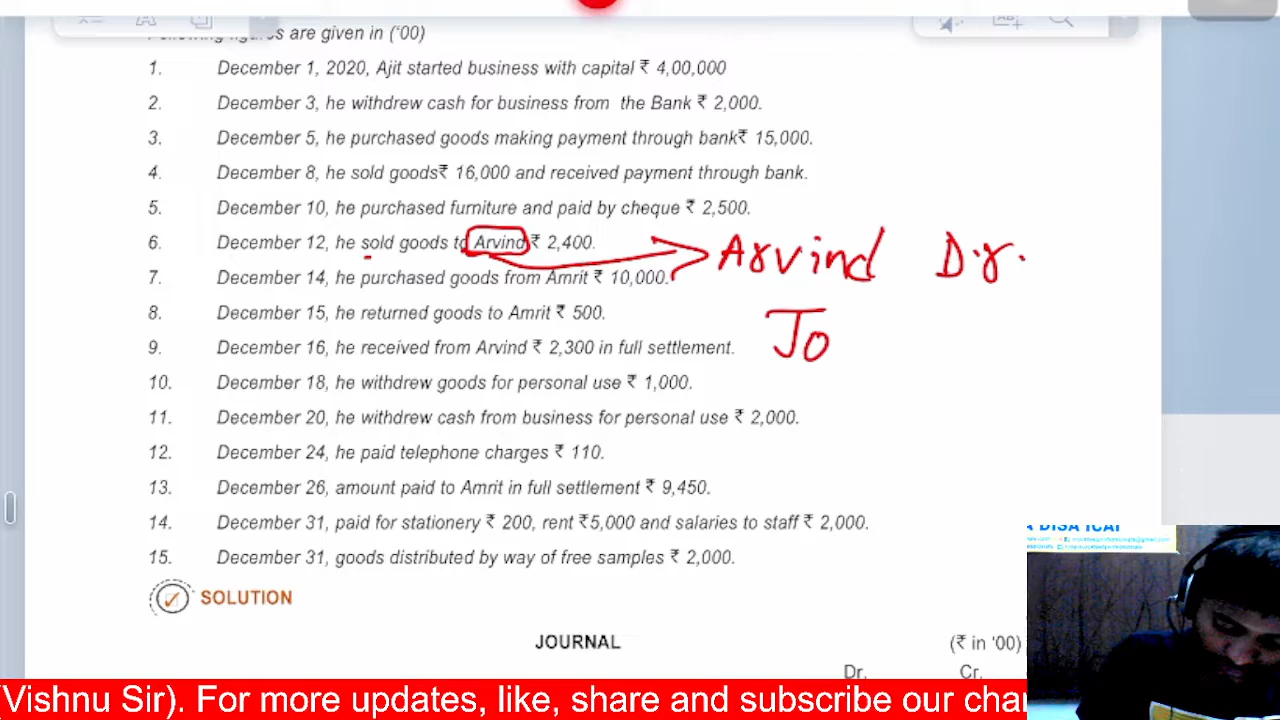 Following figures are given in ('00)
1. December 1, 2020, Ajit started business with capital ₹ 4,00,000
2. December 3, he withdrew cash for business from the Bank ₹ 2,000.
3. December 5, he purchased goods making payment through bank₹ 15,000.
4. December 8, he sold goods₹ 16,000 and received payment through bank.
5. December 10, he purchased furniture and paid by cheque ₹ 2,500.
6. December 12, he sold goods to Arvind ₹ 2,400.
Arvind D.r.
7. December 14, he purchased goods from Amrit ₹ 10,000.
8. December 15, he returned goods to Amrit ₹ 500.
To
9. December 16, he received from Arvind ₹ 2,300 in full settlement.
10. December 18, he withdrew goods for personal use ₹ 1,000.
11. December 20, he withdrew cash from business for personal use ₹ 2,000.
12. December 24, he paid telephone charges ₹ 110.
13. December 26, amount paid to Amrit in full settlement ₹ 9,450.
14. December 31, paid for stationery ₹ 200, rent ₹5,000 and salaries to staff ₹ 2,000.
15. December 31, goods distributed by way of free samples ₹ 2,000.
SOLUTION
JOURNAL (₹ in '00)
Dr. Cr.
A DISA ICAI
(Vishnu Sir). For more updates, like, share and subscribe our cha